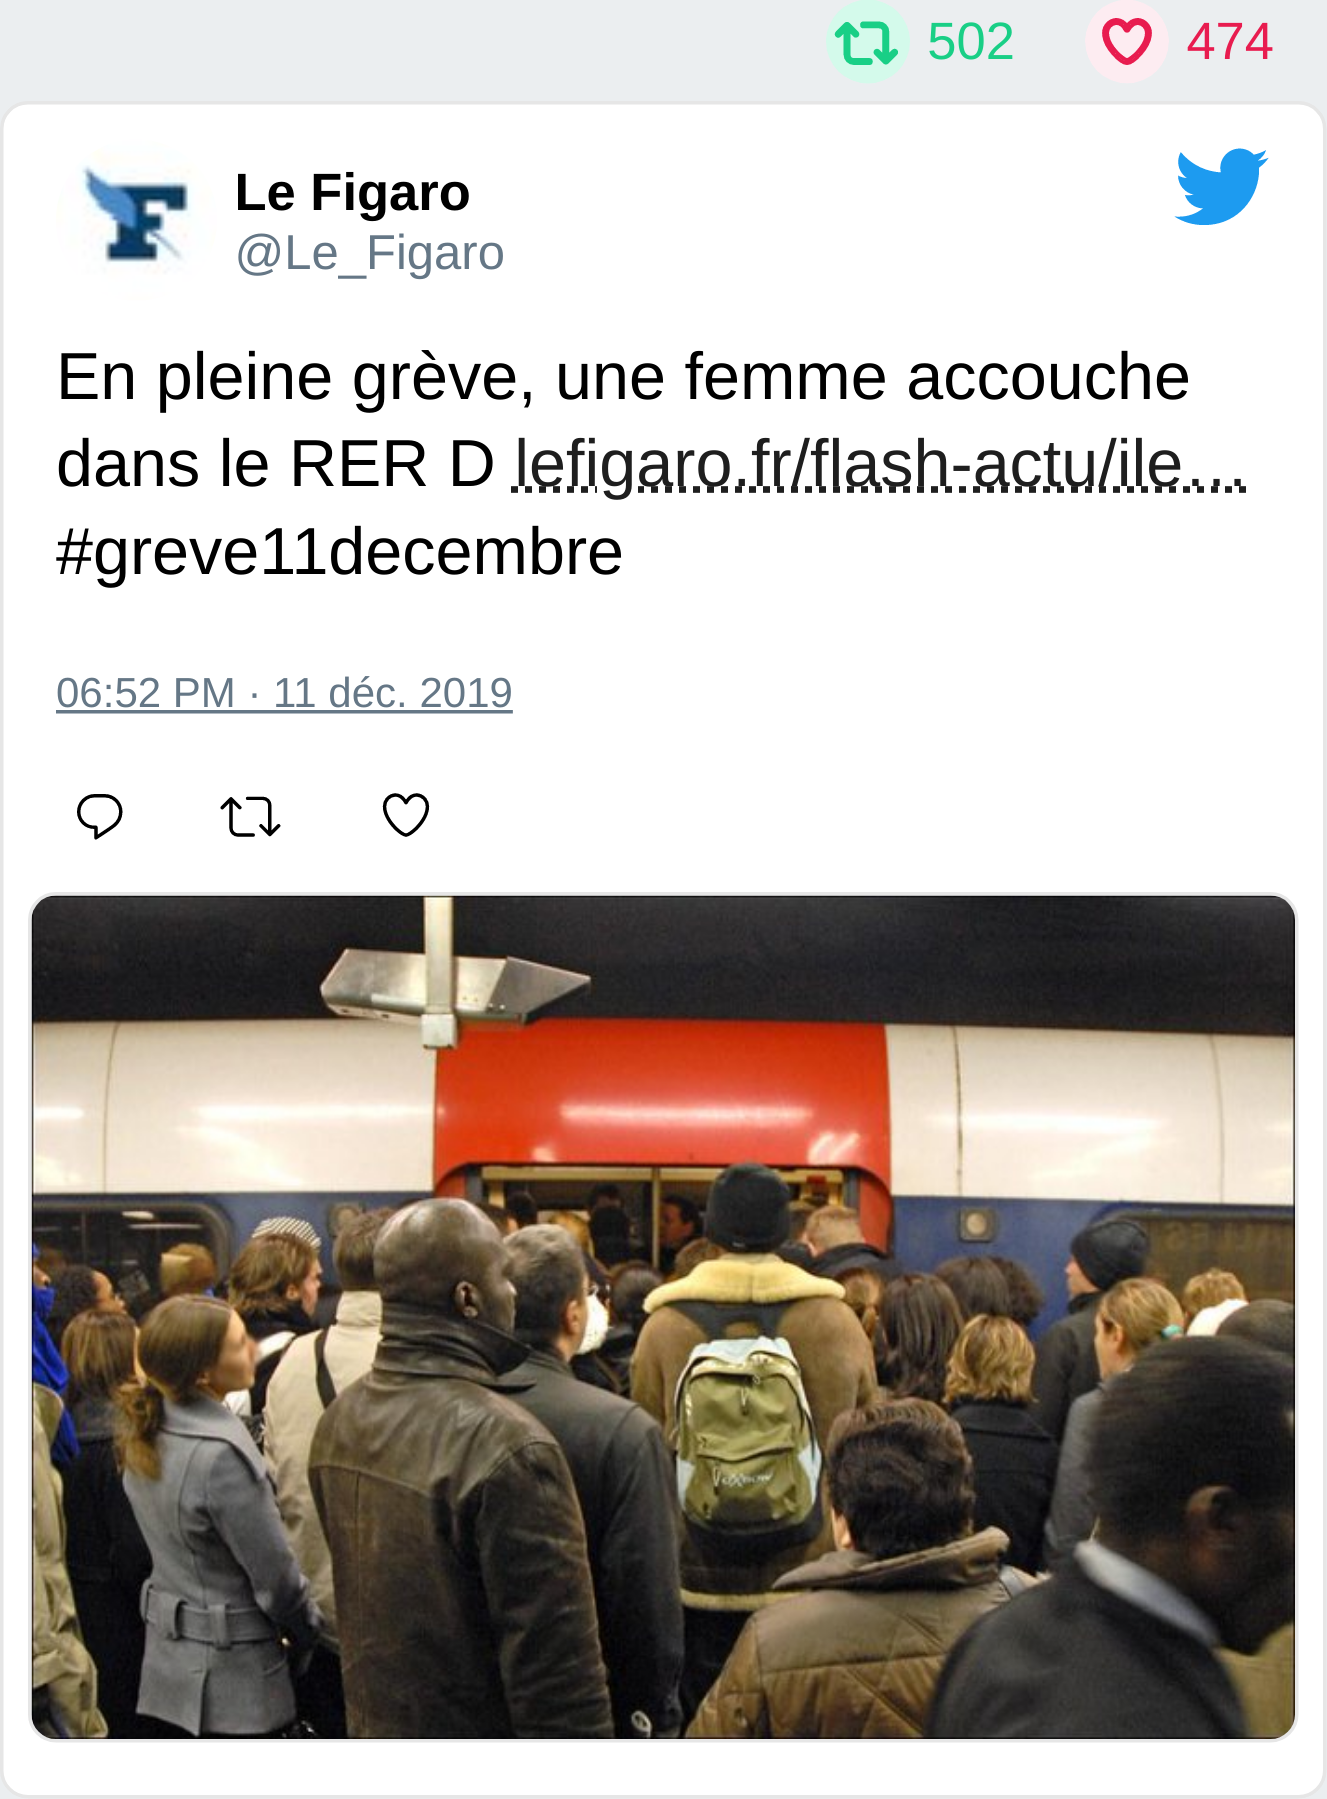 502 474
Le Figaro
@Le_Figaro
En pleine grève, une femme accouche
dans le RER D lefigaro.fr/flash-actu/ile...
#greve11decembre
06:52 PM · 11 déc. 2019